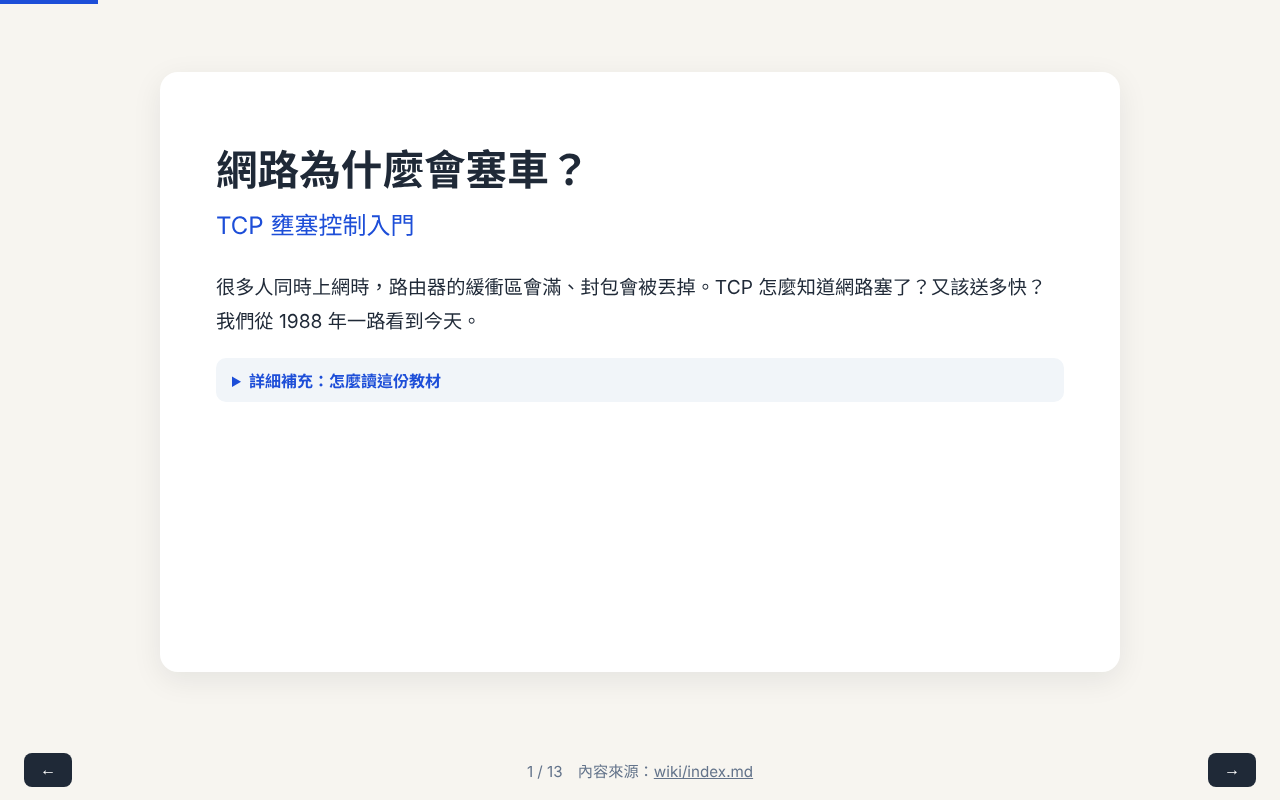 網路為什麼會塞車？
TCP 壅塞控制入門
很多人同時上網時，路由器的緩衝區會滿、封包會被丟掉。TCP 怎麼知道網路塞了？又該送多快？
我們從 1988 年一路看到今天。
▶ 詳細補充：怎麼讀這份教材
←
1 / 13 內容來源：wiki/index.md
→